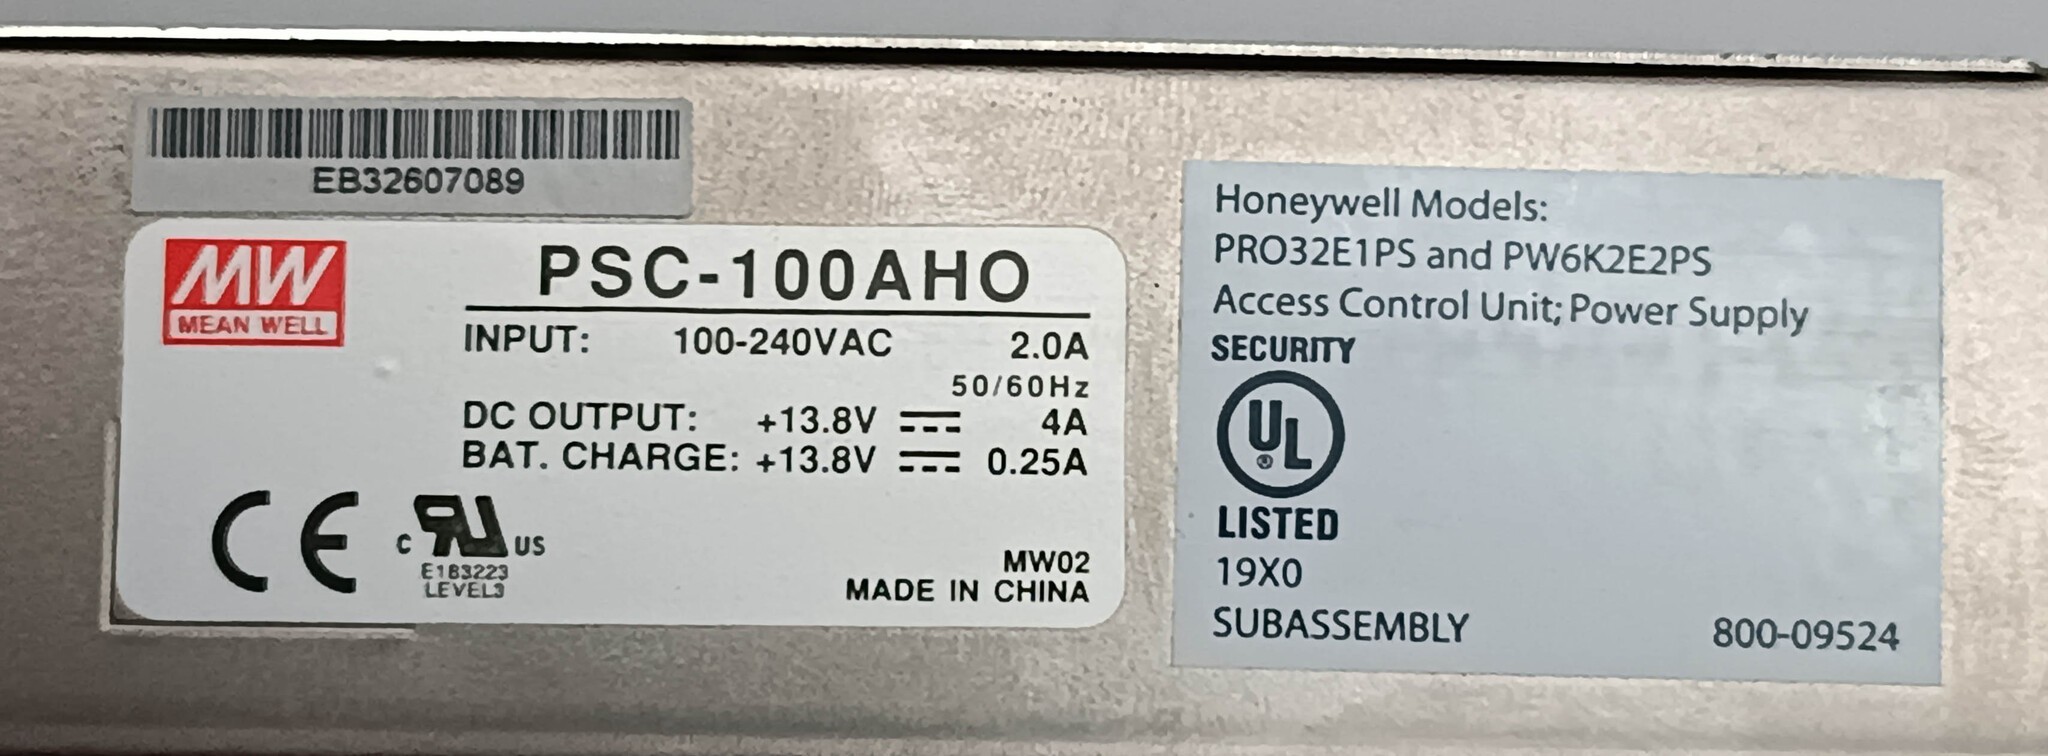 EB32607089
MW
MEAN WELL
PSC-100AHO
INPUT: 100-240VAC 2.0A
50/60Hz
DC OUTPUT: +13.8V 4A
BAT. CHARGE: +13.8V 0.25A
CE
c RU US
E183223
LEVEL3
MW02
MADE IN CHINA
Honeywell Models:
PRO32E1PS and PW6K2E2PS
Access Control Unit; Power Supply
SECURITY
UL
®
LISTED
19X0
SUBASSEMBLY 800-09524